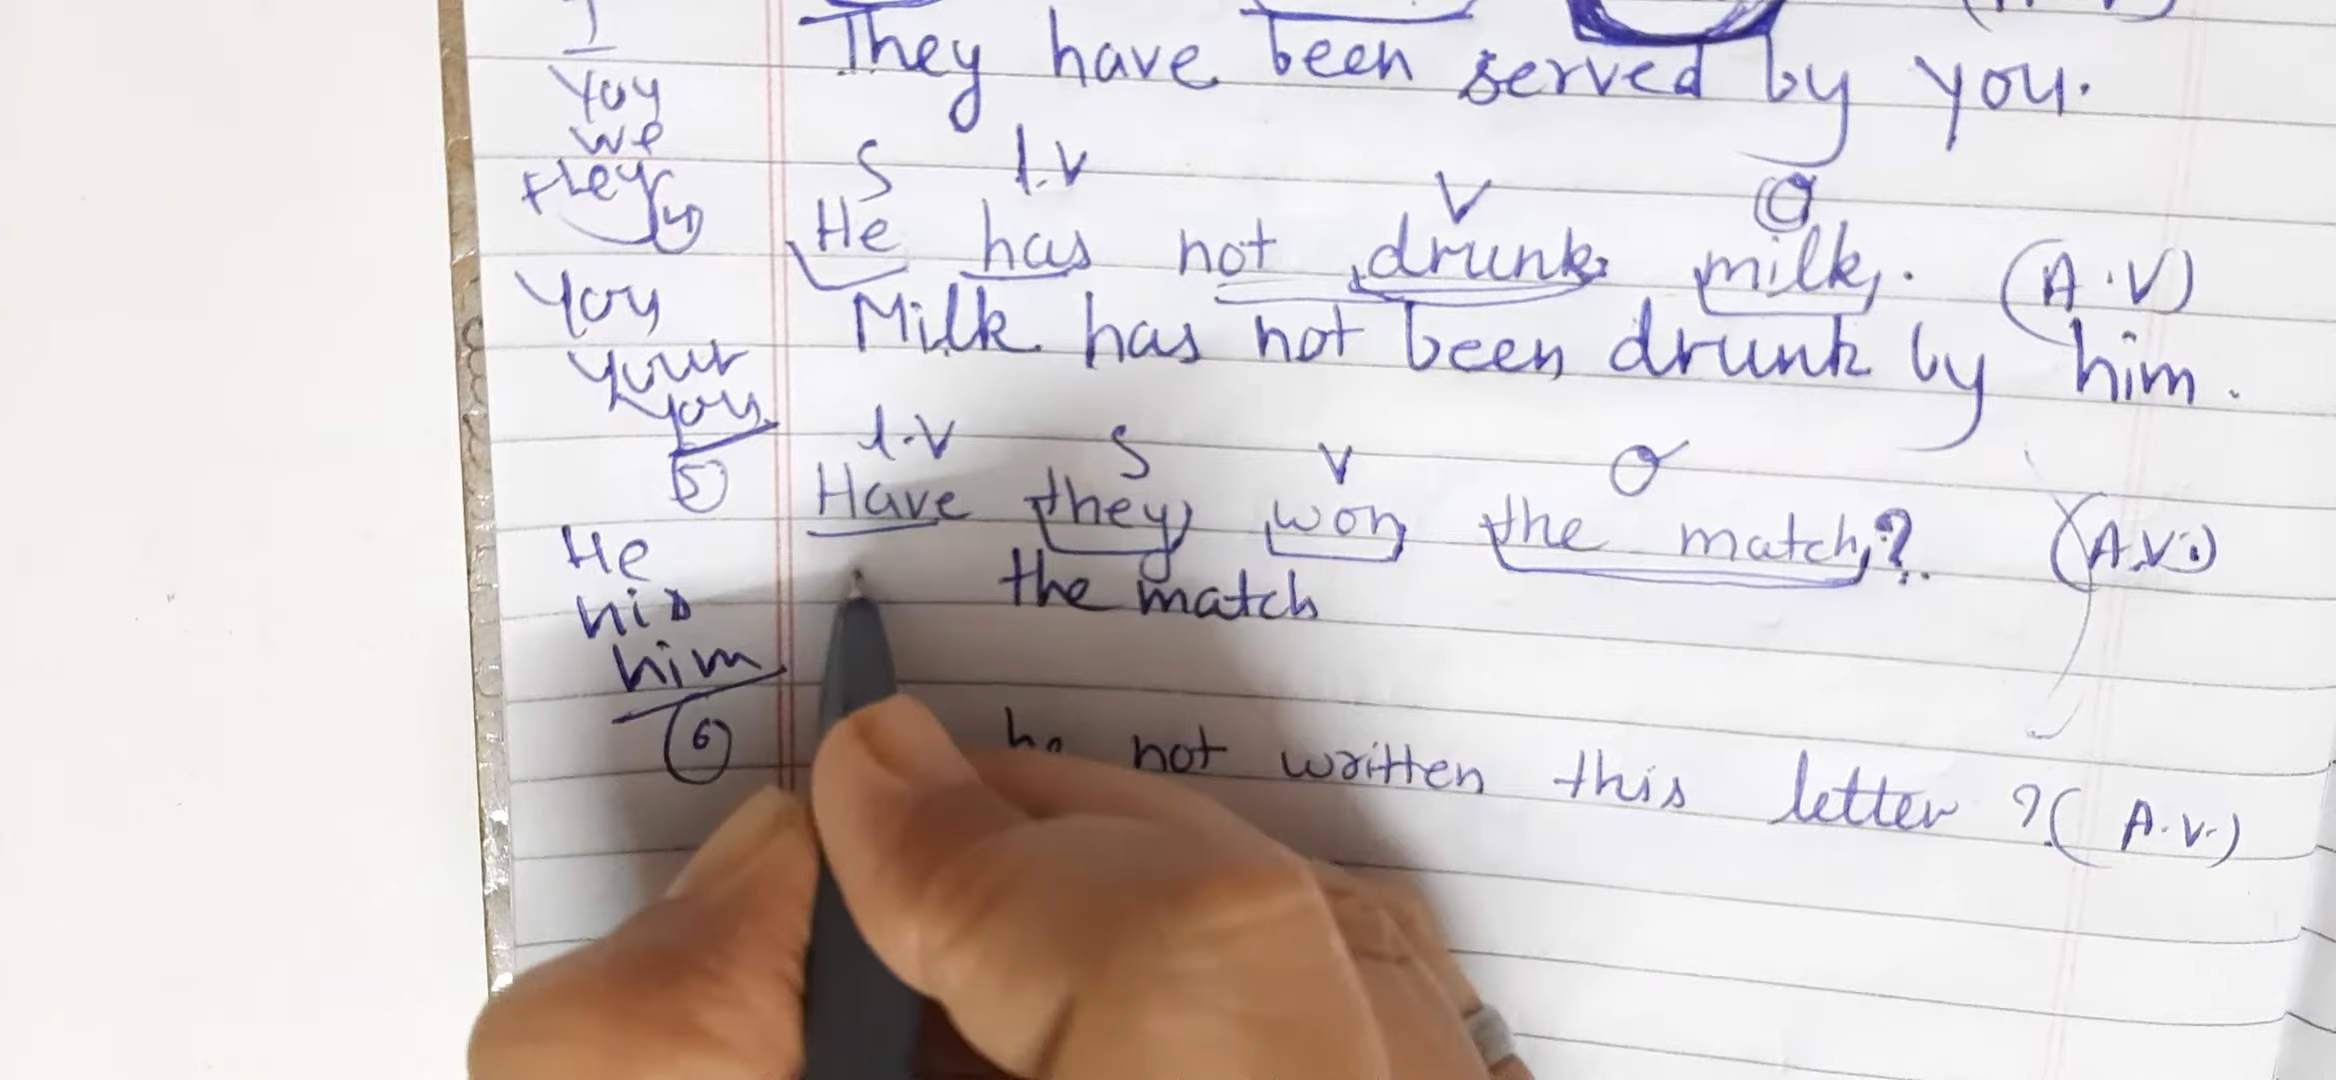 I
They have been served by you.
you
we
they
S I.V V O
He has not drunk milk. (A.V)
You
Milk has not been drunk by him.
your
you
I.V S V O
5
Have they won the match? (A.V.)
He
the match
his
him
6
he not written this letter ? (A.V.)